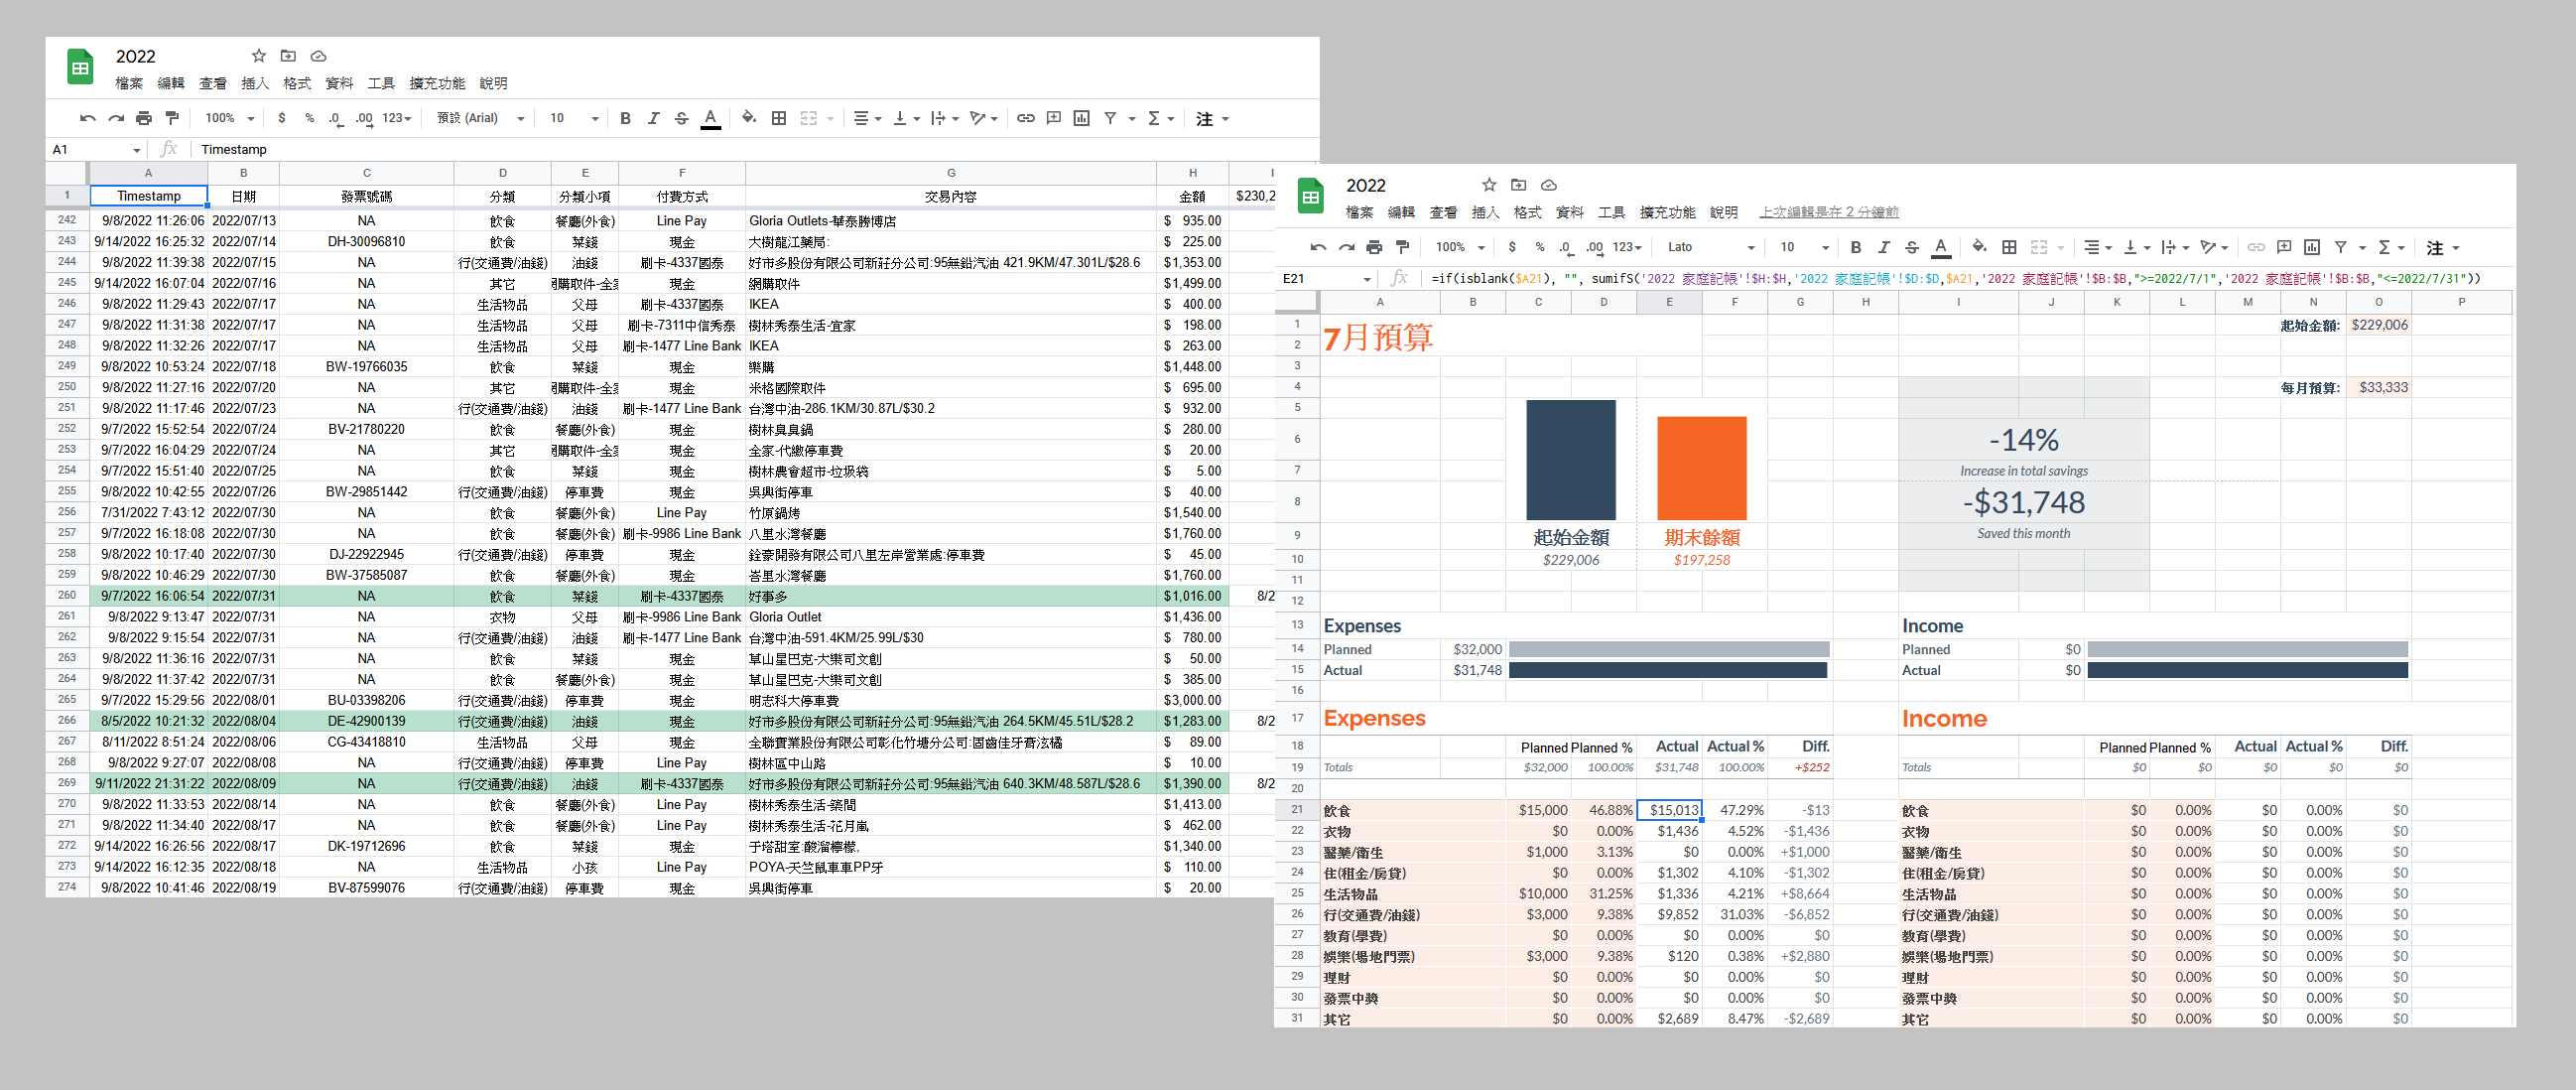 2022
檔案 編輯 查看 插入 格式 資料 工具 擴充功能 說明
100% $ % .0 .00 123 預設 (Arial) 10 B I S A 注
A1 fx Timestamp
A B C D E F G H I
1 Timestamp 日期 發票號碼 分類 分類小項 付費方式 交易內容 金額 $230,2
242 9/8/2022 11:26:06 2022/07/13 NA 飲食 餐廳(外食) Line Pay Gloria Outlets-華泰勝博店 $ 935.00
243 9/14/2022 16:25:32 2022/07/14 DH-30096810 飲食 菜錢 現金 大樹龍江藥局: $ 225.00
244 9/8/2022 11:39:38 2022/07/15 NA 行(交通費/油錢) 油錢 刷卡-4337國泰 好市多股份有限公司新莊分公司:95無鉛汽油 421.9KM/47.301L/$28.6 $1,353.00
245 9/14/2022 16:07:04 2022/07/16 NA 其它 網購取件-全家 現金 網購取件 $1,499.00
246 9/8/2022 11:29:43 2022/07/17 NA 生活物品 父母 刷卡-4337國泰 IKEA $ 400.00
247 9/8/2022 11:31:38 2022/07/17 NA 生活物品 父母 刷卡-7311中信秀泰 樹林秀泰生活-宜家 $ 198.00
248 9/8/2022 11:32:26 2022/07/17 NA 生活物品 父母 刷卡-1477 Line Bank IKEA $ 263.00
249 9/8/2022 10:53:24 2022/07/18 BW-19766035 飲食 菜錢 現金 樂購 $1,448.00
250 9/8/2022 11:27:16 2022/07/20 NA 其它 網購取件-全家 現金 米格國際取件 $ 695.00
251 9/8/2022 11:17:46 2022/07/23 NA 行(交通費/油錢) 油錢 刷卡-1477 Line Bank 台灣中油-286.1KM/30.87L/$30.2 $ 932.00
252 9/7/2022 15:52:54 2022/07/24 BV-21780220 飲食 餐廳(外食) 現金 樹林臭臭鍋 $ 280.00
253 9/7/2022 16:04:29 2022/07/24 NA 其它 網購取件-全家 現金 全家-代繳停車費 $ 20.00
254 9/7/2022 15:51:40 2022/07/25 NA 飲食 菜錢 現金 樹林農會超市-垃圾袋 $ 5.00
255 9/8/2022 10:42:55 2022/07/26 BW-29851442 行(交通費/油錢) 停車費 現金 吳興街停車 $ 40.00
256 7/31/2022 7:43:12 2022/07/30 NA 飲食 餐廳(外食) Line Pay 竹原鍋烤 $1,540.00
257 9/7/2022 16:18:08 2022/07/30 NA 飲食 餐廳(外食) 刷卡-9986 Line Bank 八里水灣餐廳 $1,760.00
258 9/8/2022 10:17:40 2022/07/30 DJ-22922945 行(交通費/油錢) 停車費 現金 銓豪開發有限公司八里左岸營業處:停車費 $ 45.00
259 9/8/2022 10:46:29 2022/07/30 BW-37585087 飲食 餐廳(外食) 現金 峇里水灣餐廳 $1,760.00
260 9/7/2022 16:06:54 2022/07/31 NA 飲食 菜錢 刷卡-4337國泰 好事多 $1,016.00 8/2
261 9/8/2022 9:13:47 2022/07/31 NA 衣物 父母 刷卡-9986 Line Bank Gloria Outlet $1,436.00
262 9/8/2022 9:15:54 2022/07/31 NA 行(交通費/油錢) 油錢 刷卡-1477 Line Bank 台灣中油-591.4KM/25.99L/$30 $ 780.00
263 9/8/2022 11:36:16 2022/07/31 NA 飲食 菜錢 現金 草山星巴克-大樂司文創 $ 50.00
264 9/8/2022 11:37:42 2022/07/31 NA 飲食 餐廳(外食) 現金 草山星巴克-大樂司文創 $ 385.00
265 9/7/2022 15:29:56 2022/08/01 BU-03398206 行(交通費/油錢) 停車費 現金 明志科大停車費 $3,000.00
266 8/5/2022 10:21:32 2022/08/04 DE-42900139 行(交通費/油錢) 油錢 現金 好市多股份有限公司新莊分公司:95無鉛汽油 264.5KM/45.51L/$28.2 $1,283.00 8/2
267 8/11/2022 8:51:24 2022/08/06 CG-43418810 生活物品 父母 現金 全聯實業股份有限公司彰化竹塘分公司:固齒佳牙膏泫橘 $ 89.00
268 9/8/2022 9:27:07 2022/08/08 NA 行(交通費/油錢) 停車費 Line Pay 樹林區中山路 $ 10.00
269 9/11/2022 21:31:22 2022/08/09 NA 行(交通費/油錢) 油錢 刷卡-4337國泰 好市多股份有限公司新莊分公司:95無鉛汽油 640.3KM/48.587L/$28.6 $1,390.00 8/2
270 9/8/2022 11:33:53 2022/08/14 NA 飲食 餐廳(外食) Line Pay 樹林秀泰生活-築間 $1,413.00
271 9/8/2022 11:34:40 2022/08/17 NA 飲食 餐廳(外食) Line Pay 樹林秀泰生活-花月嵐 $ 462.00
272 9/14/2022 16:26:56 2022/08/17 DK-19712696 飲食 菜錢 現金 于塔甜室:酸溜檸檬, $1,340.00
273 9/14/2022 16:12:35 2022/08/18 NA 生活物品 小孩 Line Pay POYA-天竺鼠車車PP牙 $ 110.00
274 9/8/2022 10:41:46 2022/08/19 BV-87599076 行(交通費/油錢) 停車費 現金 吳興街停車 $ 20.00
2022
檔案 編輯 查看 插入 格式 資料 工具 擴充功能 說明 上次編輯是在 2 分鐘前
100% $ % .0 .00 123 Lato 10 B I S A 注
E21 fx =if(isblank($A21), "", sumifS('2022 家庭記帳'!$H:$H,'2022 家庭記帳'!$D:$D,$A21,'2022 家庭記帳'!$B:$B,">=2022/7/1",'2022 家庭記帳'!$B:$B,"<=2022/7/31"))
A B C D E F G H I J K L M N O P
1 7月預算 起始金額: $229,006
2
3
4 每月預算: $33,333
5
6 -14%
7 Increase in total savings
8 -$31,748
9 起始金額 期末餘額 Saved this month
10 $229,006 $197,258
11
12
13 Expenses Income
14 Planned $32,000 Planned $0
15 Actual $31,748 Actual $0
16
17 Expenses Income
18 Planned Planned % Actual Actual % Diff. Planned Planned % Actual Actual % Diff.
19 Totals $32,000 100.00% $31,748 100.00% +$252 Totals $0 $0 $0 $0 $0
20
21 飲食 $15,000 46.88% $15,013 47.29% -$13 飲食 $0 0.00% $0 0.00% $0
22 衣物 $0 0.00% $1,436 4.52% -$1,436 衣物 $0 0.00% $0 0.00% $0
23 醫藥/衛生 $1,000 3.13% $0 0.00% +$1,000 醫藥/衛生 $0 0.00% $0 0.00% $0
24 住(租金/房貸) $0 0.00% $1,302 4.10% -$1,302 住(租金/房貸) $0 0.00% $0 0.00% $0
25 生活物品 $10,000 31.25% $1,336 4.21% +$8,664 生活物品 $0 0.00% $0 0.00% $0
26 行(交通費/油錢) $3,000 9.38% $9,852 31.03% -$6,852 行(交通費/油錢) $0 0.00% $0 0.00% $0
27 教育(學費) $0 0.00% $0 0.00% $0 教育(學費) $0 0.00% $0 0.00% $0
28 娛樂(場地門票) $3,000 9.38% $120 0.38% +$2,880 娛樂(場地門票) $0 0.00% $0 0.00% $0
29 理財 $0 0.00% $0 0.00% $0 理財 $0 0.00% $0 0.00% $0
30 發票中獎 $0 0.00% $0 0.00% $0 發票中獎 $0 0.00% $0 0.00% $0
31 其它 $0 0.00% $2,689 8.47% -$2,689 其它 $0 0.00% $0 0.00% $0